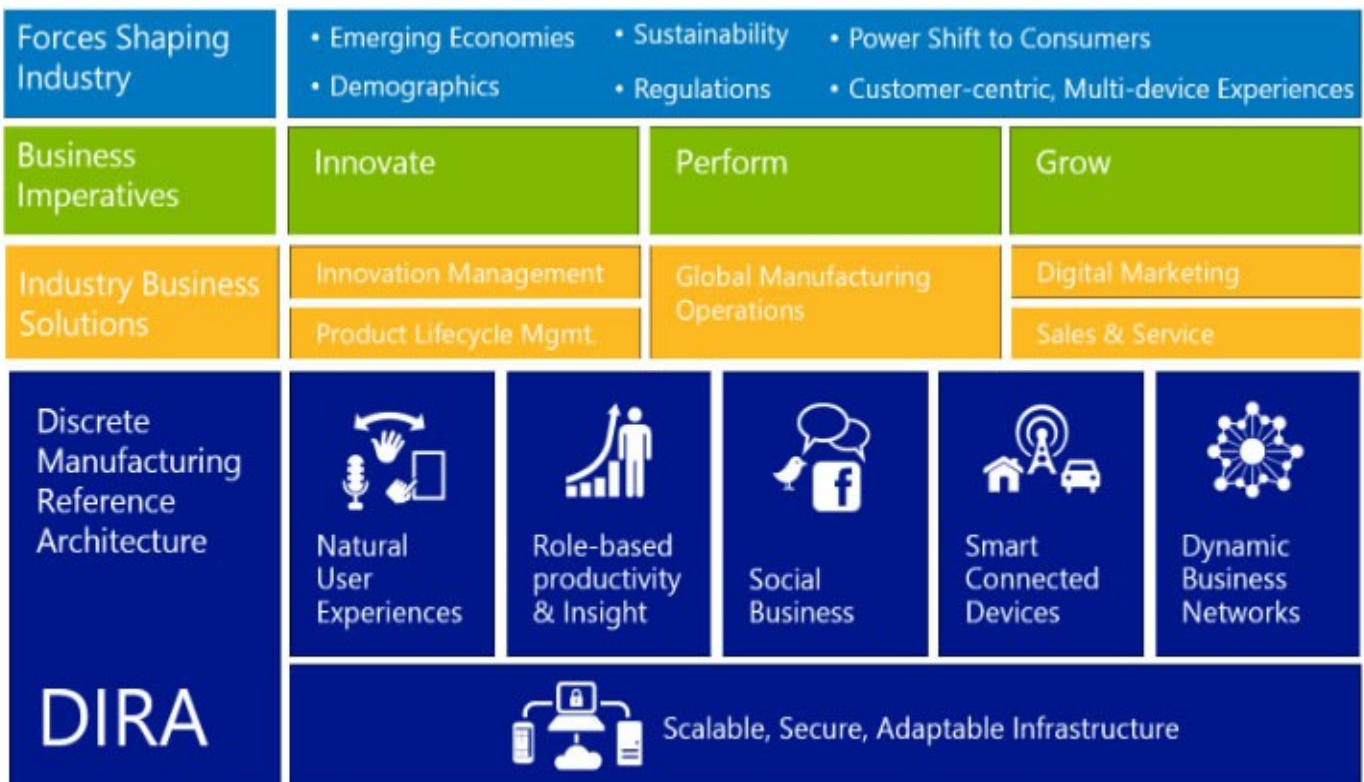 Forces Shaping
Industry
• Emerging Economies • Sustainability • Power Shift to Consumers
• Demographics • Regulations • Customer-centric, Multi-device Experiences
Business
Imperatives
Innovate
Perform
Grow
Industry Business
Solutions
Innovation Management
Product Lifecycle Mgmt.
Global Manufacturing
Operations
Digital Marketing
Sales & Service
Discrete
Manufacturing
Reference
Architecture
DIRA
Natural
User
Experiences
Role-based
productivity
& Insight
f
Social
Business
Smart
Connected
Devices
Dynamic
Business
Networks
Scalable, Secure, Adaptable Infrastructure